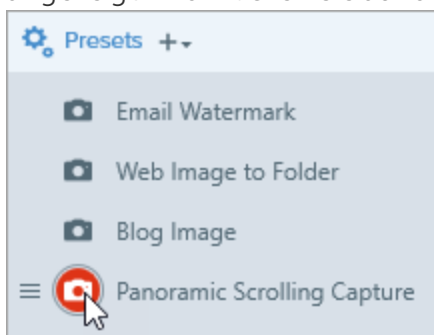 Presets
Email Watermark
Web Image to Folder
Blog Image
Panoramic Scrolling Capture